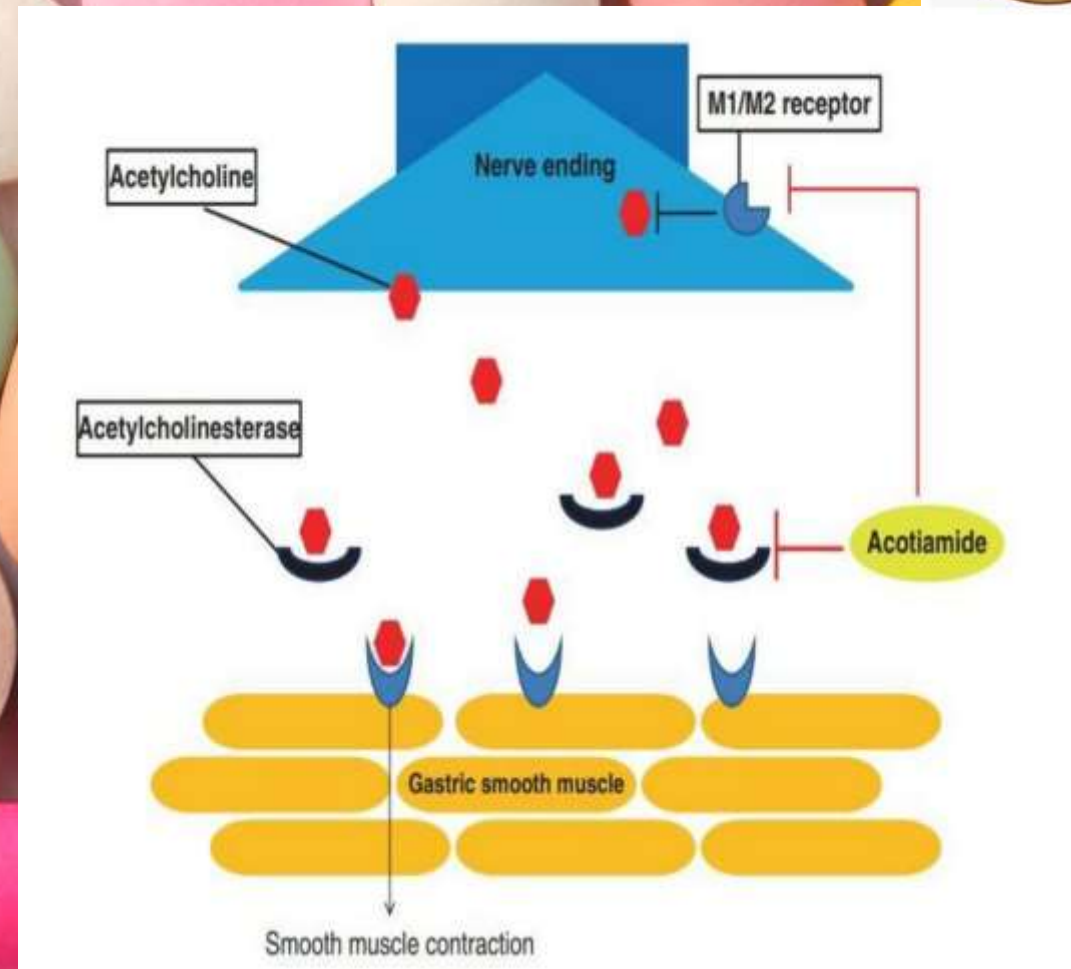 M1/M2 receptor
Nerve ending
Acetylcholine
Acetylcholinesterase
Acotiamide
Gastric smooth muscle
Smooth muscle contraction